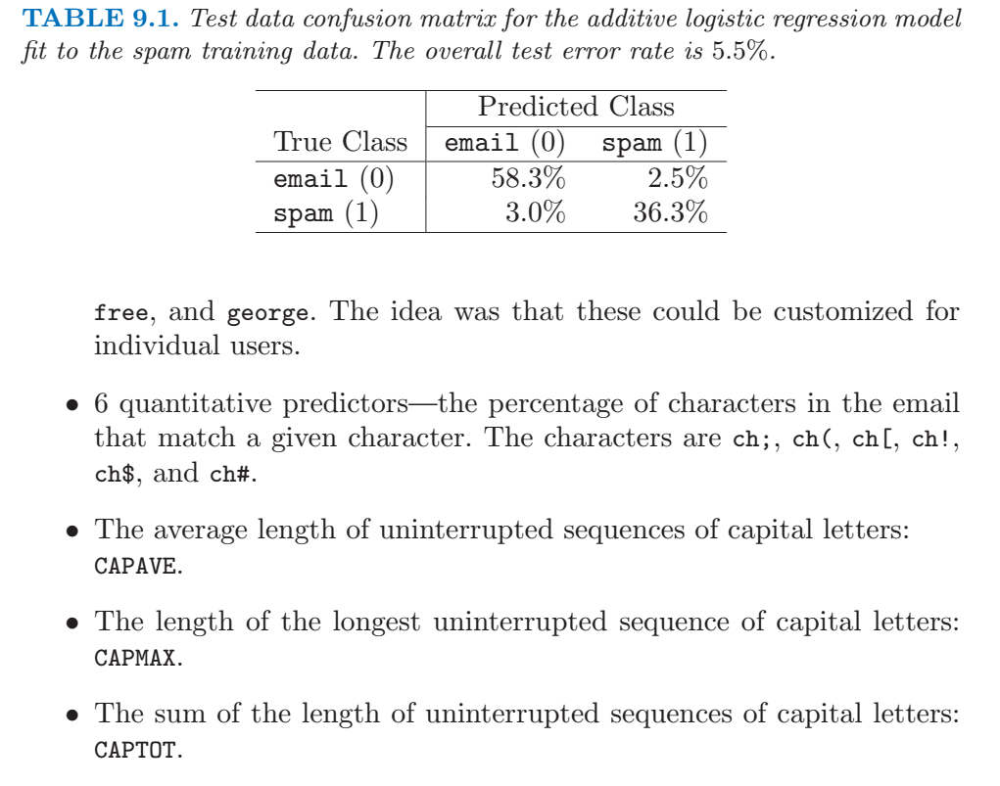 TABLE 9.1. Test data confusion matrix for the additive logistic regression model
fit to the spam training data. The overall test error rate is 5.5%.
Predicted Class
True Class email (0) spam (1)
email (0) 58.3% 2.5%
spam (1) 3.0% 36.3%
free, and george. The idea was that these could be customized for
individual users.
• 6 quantitative predictors—the percentage of characters in the email
that match a given character. The characters are ch;, ch(, ch[, ch!,
ch$, and ch#.
• The average length of uninterrupted sequences of capital letters:
CAPAVE.
• The length of the longest uninterrupted sequence of capital letters:
CAPMAX.
• The sum of the length of uninterrupted sequences of capital letters:
CAPTOT.